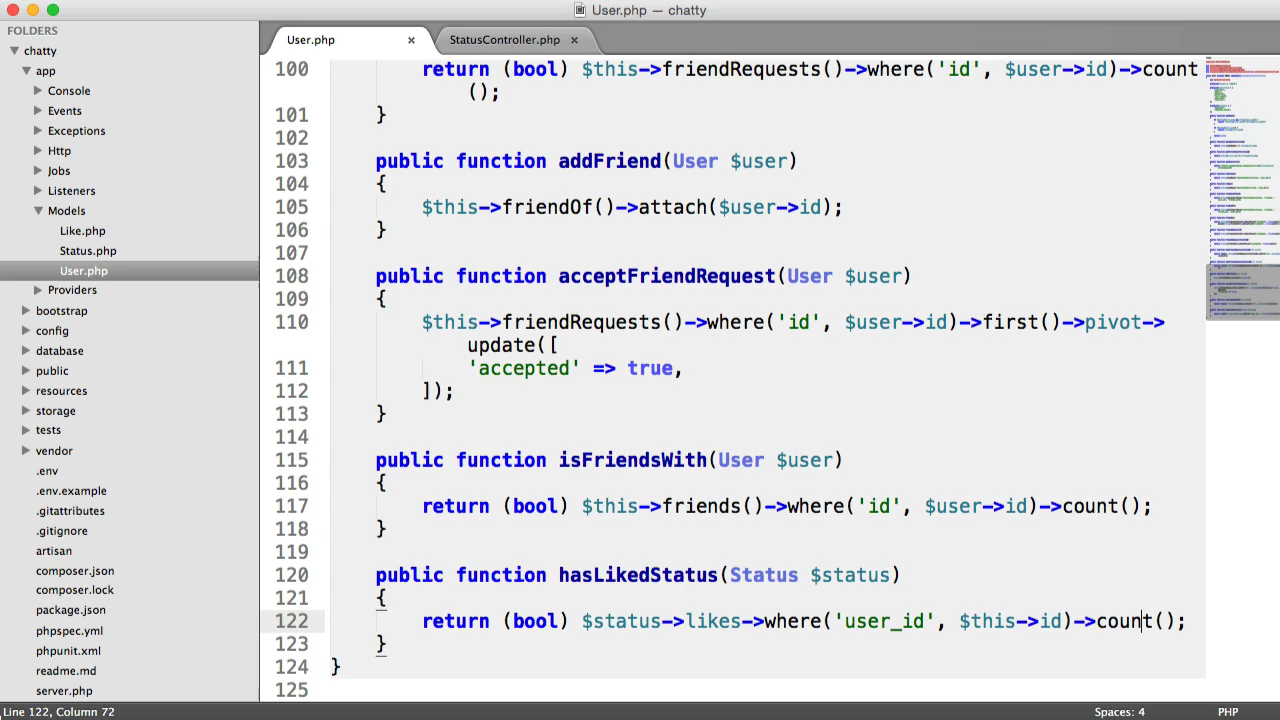 User.php — chatty
FOLDERS
chatty
app
Console
Events
Exceptions
Http
Jobs
Listeners
Models
Like.php
Status.php
User.php
Providers
bootstrap
config
database
public
resources
storage
tests
vendor
.env
.env.example
.gitattributes
.gitignore
artisan
composer.json
composer.lock
package.json
phpspec.yml
phpunit.xml
readme.md
server.php
User.php × StatusController.php ×
100 return (bool) $this->friendRequests()->where('id', $user->id)->count
();
101 }
102
103 public function addFriend(User $user)
104 {
105 $this->friendOf()->attach($user->id);
106 }
107
108 public function acceptFriendRequest(User $user)
109 {
110 $this->friendRequests()->where('id', $user->id)->first()->pivot->
update([
111 'accepted' => true,
112 ]);
113 }
114
115 public function isFriendsWith(User $user)
116 {
117 return (bool) $this->friends()->where('id', $user->id)->count();
118 }
119
120 public function hasLikedStatus(Status $status)
121 {
122 return (bool) $status->likes->where('user_id', $this->id)->count();
123 }
124 }
125
Line 122, Column 72
Spaces: 4
PHP